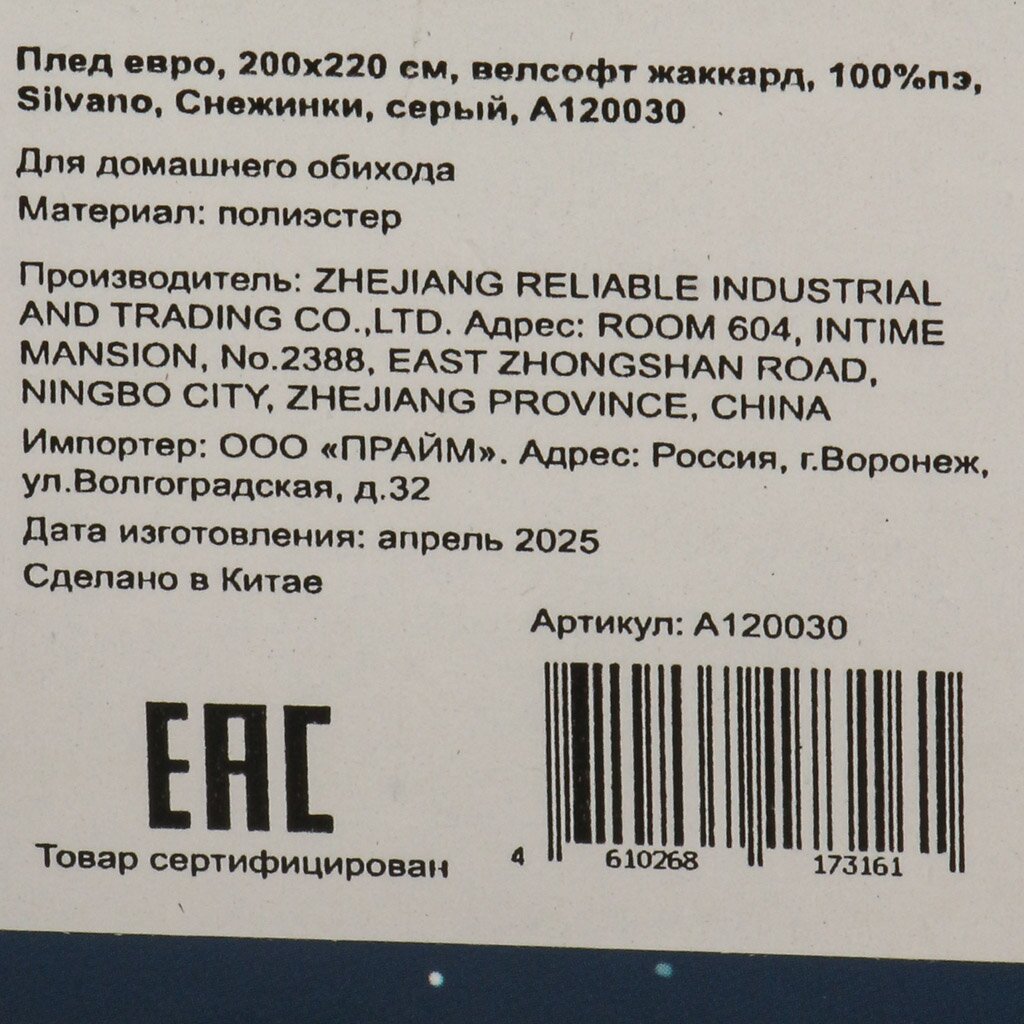 Плед евро, 200х220 см, велсофт жаккард, 100%пэ,
Silvano, Снежинки, серый, А120030
Для домашнего обихода
Материал: полиэстер
Производитель: ZHEJIANG RELIABLE INDUSTRIAL
AND TRADING CO.,LTD. Адрес: ROOM 604, INTIME
MANSION, No.2388, EAST ZHONGSHAN ROAD,
NINGBO CITY, ZHEJIANG PROVINCE, CHINA
Импортер: ООО «ПРАЙМ». Адрес: Россия, г.Воронеж,
ул.Волгоградская, д.32
Дата изготовления: апрель 2025
Сделано в Китае
Артикул: А120030
EAC
Товар сертифицирован
4 610268 173161